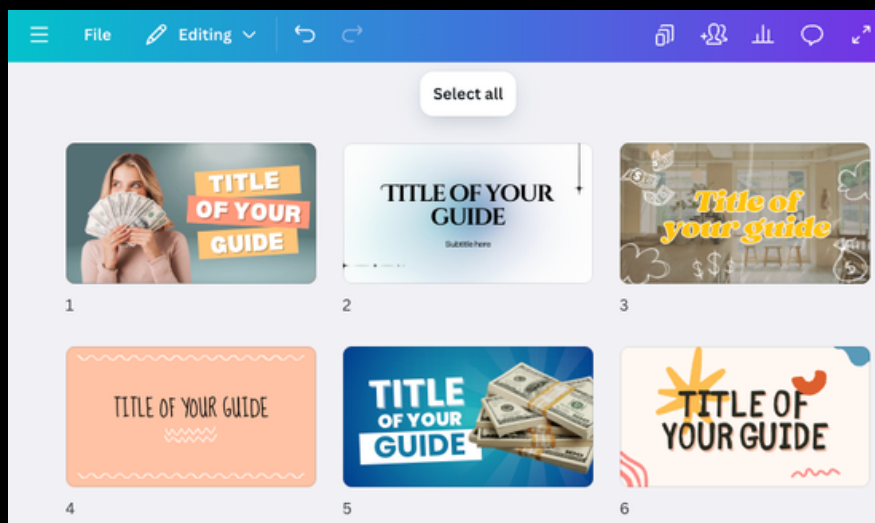 File Editing
Select all
TITLE
OF YOUR
GUIDE
1
TITLE OF YOUR
GUIDE
Subtitle here
2
Title of
your guide
$ $ $
3
TITLE OF YOUR GUIDE
4
TITLE
OF YOUR
GUIDE
5
TITLE OF
YOUR GUIDE
6